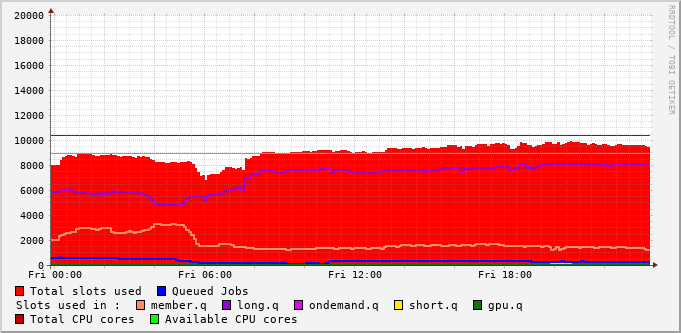 20000
18000
16000
14000
12000
10000
8000
6000
4000
2000
0
Fri 00:00 Fri 06:00 Fri 12:00 Fri 18:00
Total slots used Queued Jobs
Slots used in : member.q long.q ondemand.q short.q gpu.q
Total CPU cores Available CPU cores
RRDTOOL / TOBI OETIKER